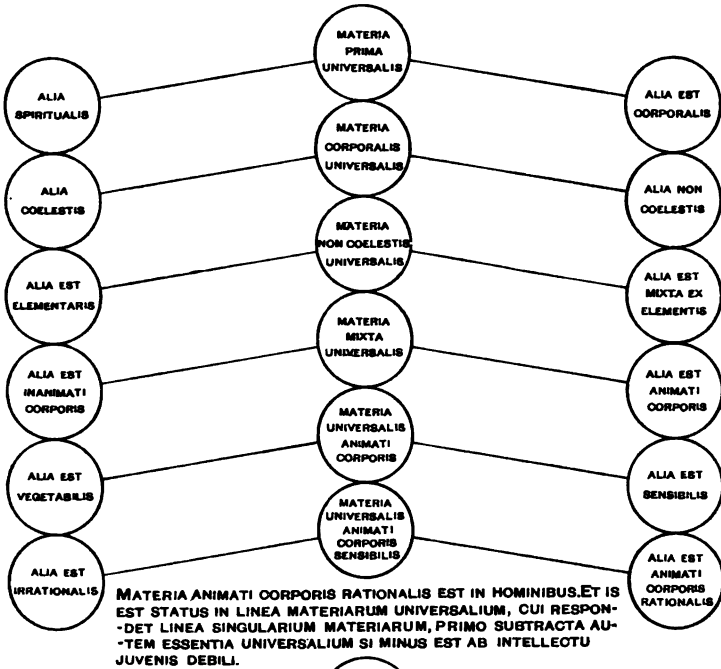 MATERIA
PRIMA
UNIVERSALIS
ALIA
SPIRITUALIS
ALIA EST
CORPORALIS
MATERIA
CORPORALIS
UNIVERSALIS
ALIA
COELESTIS
ALIA NON
COELESTIS
MATERIA
NON COELESTIS
UNIVERSALIS
ALIA EST
ELEMENTARIS
ALIA EST
MIXTA EX
ELEMENTIS
MATERIA
MIXTA
UNIVERSALIS
ALIA EST
INANIMATI
CORPORIS
ALIA EST
ANIMATI
CORPORIS
MATERIA
UNIVERSALIS
ANIMATI
CORPORIS
ALIA EST
VEGETABILIS
ALIA EST
SENSIBILIS
MATERIA
UNIVERSALIS
ANIMATI
CORPORIS
SENSIBILIS
ALIA EST
IRRATIONALIS
ALIA EST
ANIMATI
CORPORIS
RATIONALIS
MATERIA ANIMATI CORPORIS RATIONALIS EST IN HOMINIBUS.ET IS
EST STATUS IN LINEA MATERIARUM UNIVERSALIUM, CUI RESPON-
-DET LINEA SINGULARIUM MATERIARUM, PRIMO SUBTRACTA AU-
-TEM ESSENTIA UNIVERSALIUM SI MINUS EST AB INTELLECTU
JUVENIS DEBILI.